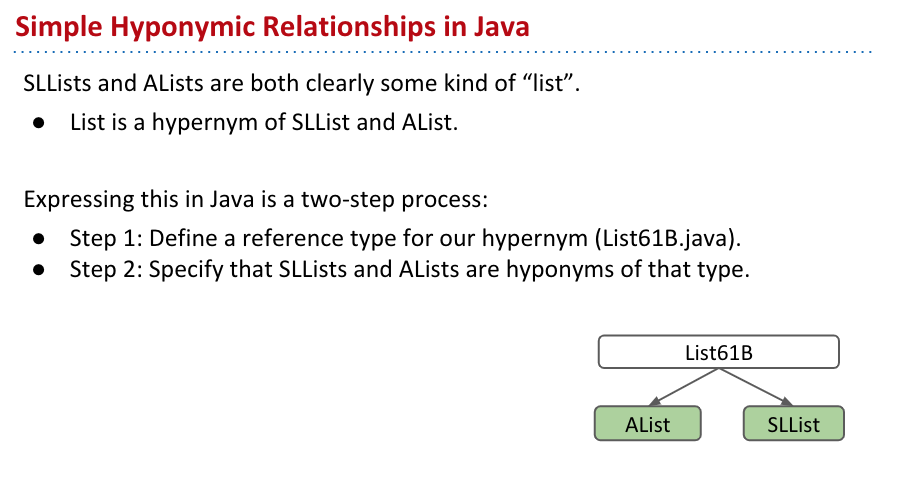 Simple Hyponymic Relationships in Java
SLLists and ALists are both clearly some kind of “list”.
● List is a hypernym of SLList and AList.
Expressing this in Java is a two-step process:
● Step 1: Define a reference type for our hypernym (List61B.java).
● Step 2: Specify that SLLists and ALists are hyponyms of that type.
List61B
AList
SLList